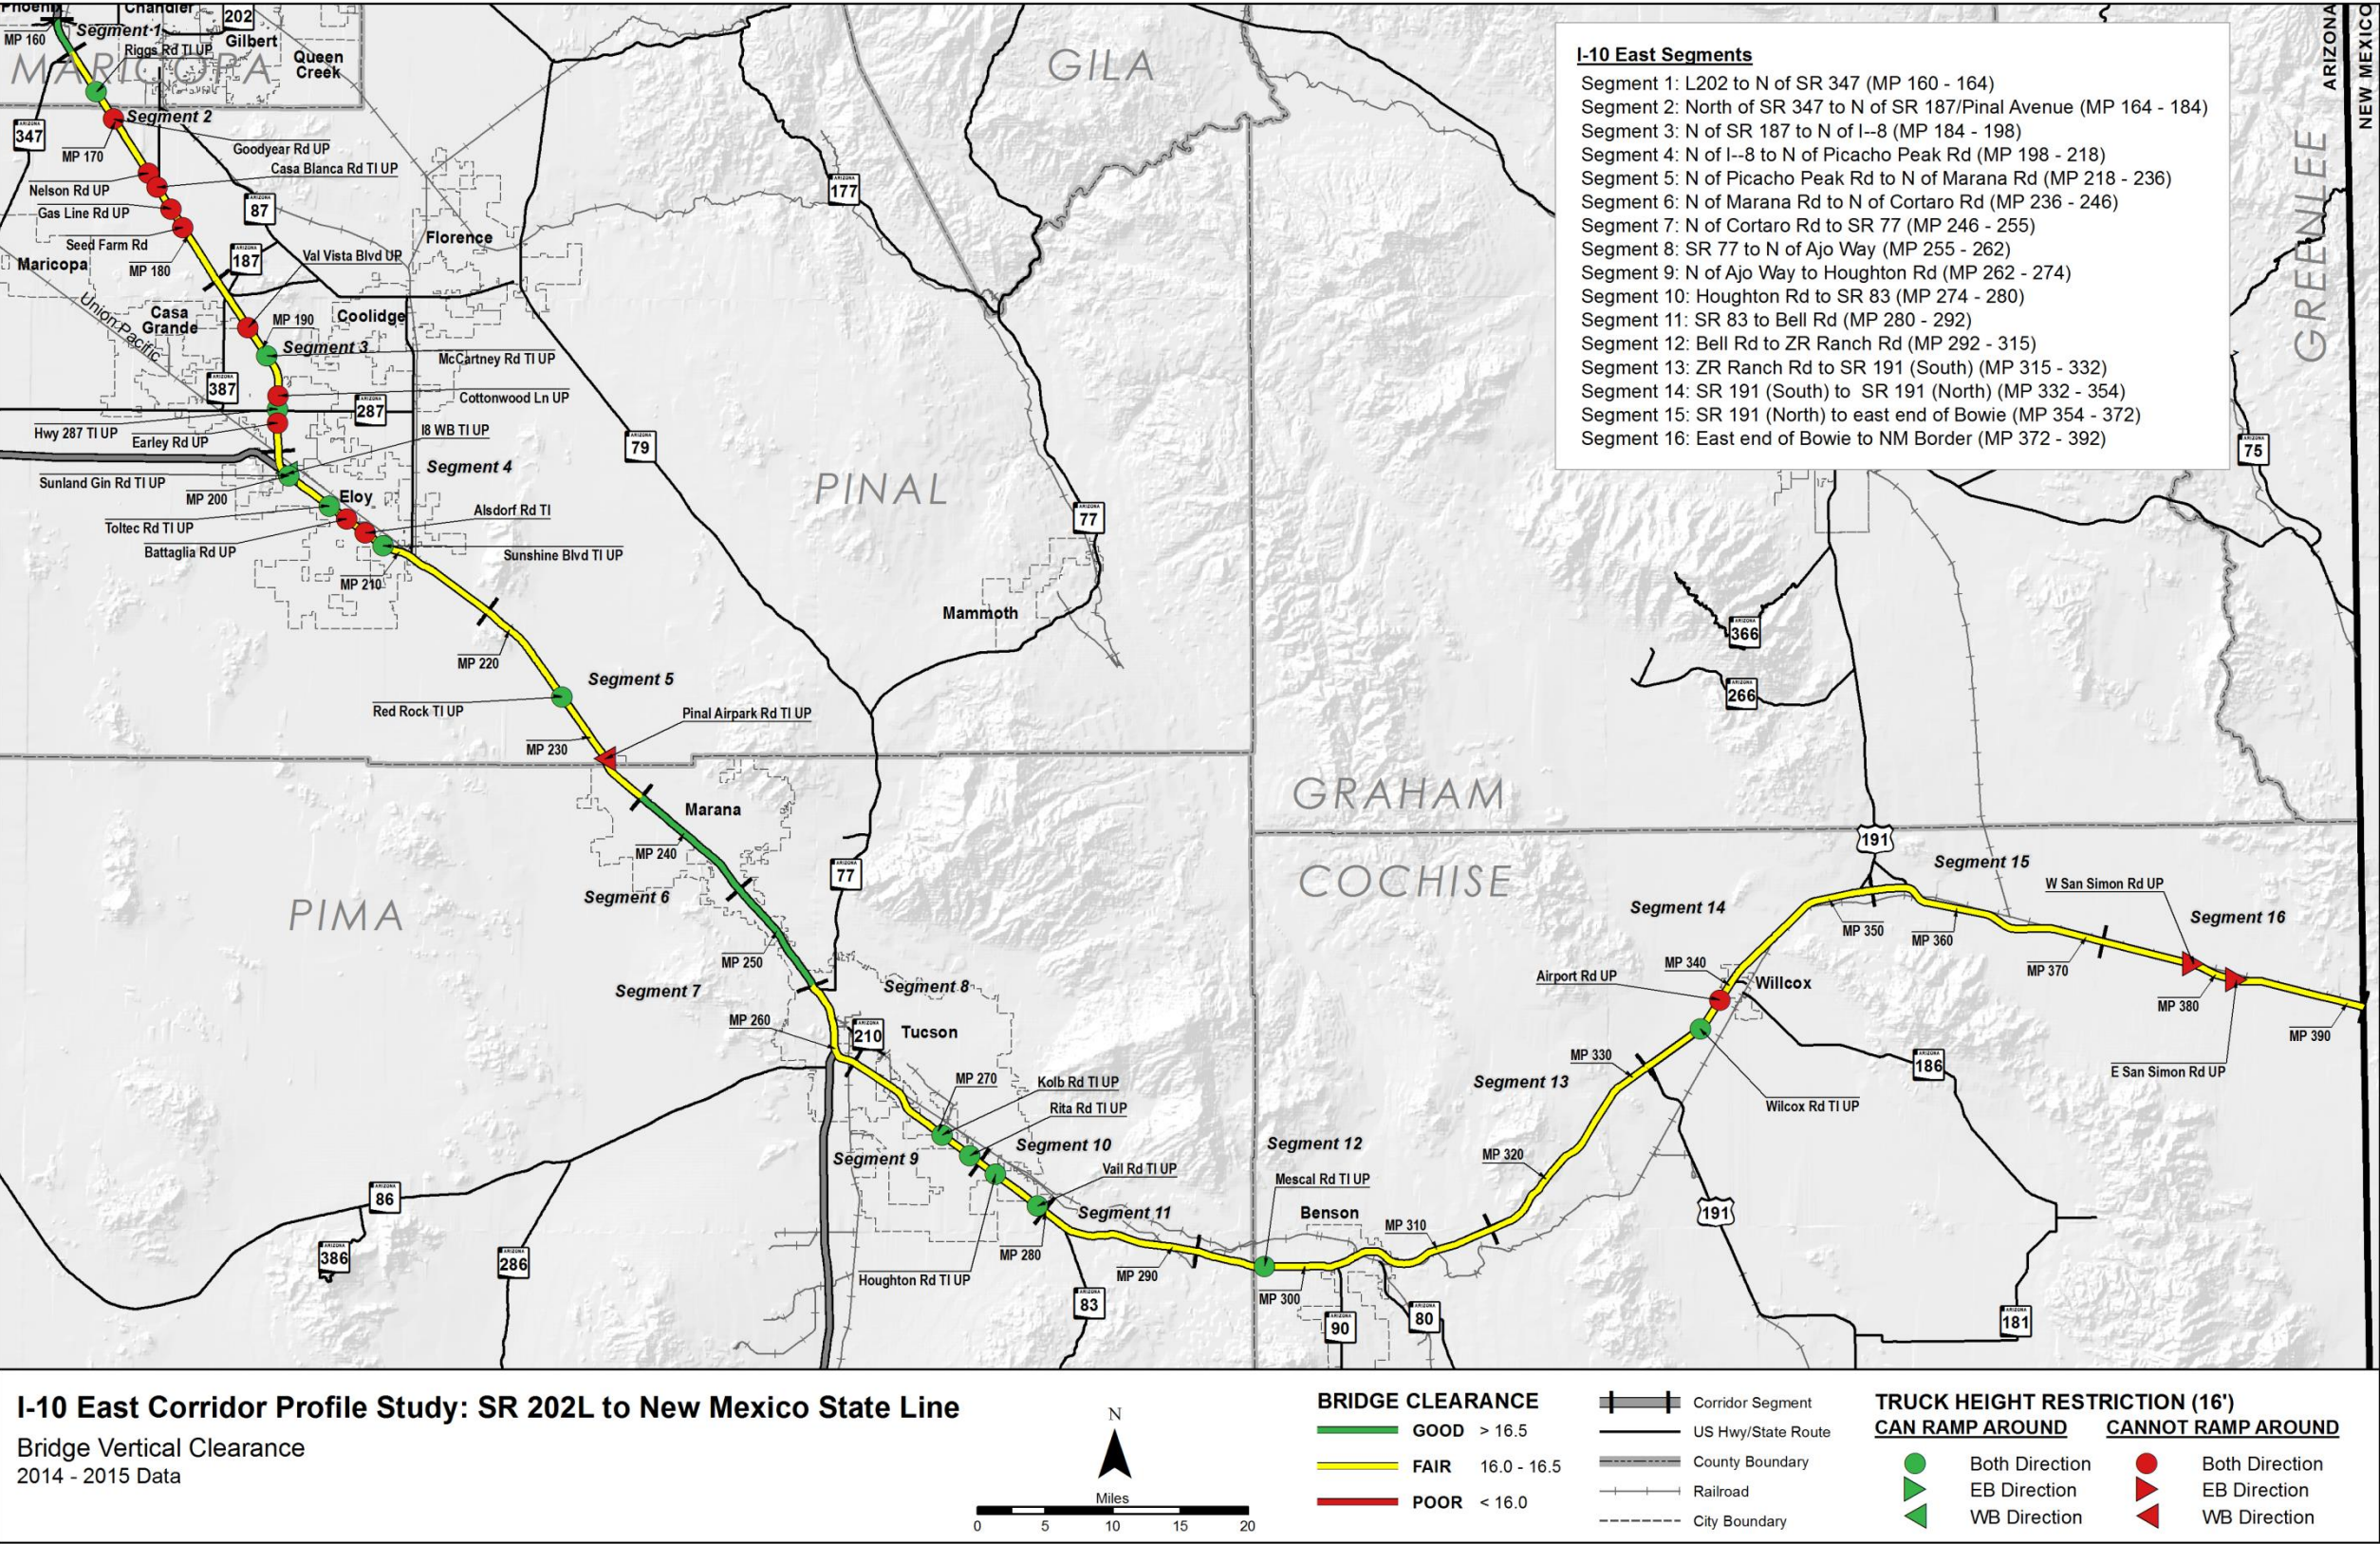 Phoenix
Chandler
202
MP 160
Segment 1
Gilbert
Riggs Rd TI UP
MARICOPA
Queen
Creek
GILA
ARIZONA
NEW MEXICO
I-10 East Segments
Segment 1: L202 to N of SR 347 (MP 160 - 164)
Segment 2: North of SR 347 to N of SR 187/Pinal Avenue (MP 164 - 184)
Segment 3: N of SR 187 to N of I--8 (MP 184 - 198)
Segment 4: N of I--8 to N of Picacho Peak Rd (MP 198 - 218)
Segment 5: N of Picacho Peak Rd to N of Marana Rd (MP 218 - 236)
Segment 6: N of Marana Rd to N of Cortaro Rd (MP 236 - 246)
Segment 7: N of Cortaro Rd to SR 77 (MP 246 - 255)
Segment 8: SR 77 to N of Ajo Way (MP 255 - 262)
Segment 9: N of Ajo Way to Houghton Rd (MP 262 - 274)
Segment 10: Houghton Rd to SR 83 (MP 274 - 280)
Segment 11: SR 83 to Bell Rd (MP 280 - 292)
Segment 12: Bell Rd to ZR Ranch Rd (MP 292 - 315)
Segment 13: ZR Ranch Rd to SR 191 (South) (MP 315 - 332)
Segment 14: SR 191 (South) to SR 191 (North) (MP 332 - 354)
Segment 15: SR 191 (North) to east end of Bowie (MP 354 - 372)
Segment 16: East end of Bowie to NM Border (MP 372 - 392)
GREENLEE
Segment 2
ARIZONA
347
MP 170
Goodyear Rd UP
Casa Blanca Rd TI UP
Nelson Rd UP
ARIZONA
177
ARIZONA
87
Gas Line Rd UP
Seed Farm Rd
Florence
ARIZONA
187
Val Vista Blvd UP
Maricopa
MP 180
Union Pacific
Casa
Grande
MP 190
Coolidge
Segment 3
McCartney Rd TI UP
ARIZONA
387
Cottonwood Ln UP
ARIZONA
287
Hwy 287 TI UP
Earley Rd UP
I8 WB TI UP
ARIZONA
79
ARIZONA
75
Segment 4
Sunland Gin Rd TI UP
MP 200
Eloy
PINAL
Toltec Rd TI UP
Alsdorf Rd TI
ARIZONA
77
Battaglia Rd UP
Sunshine Blvd TI UP
MP 210
Mammoth
ARIZONA
366
MP 220
Segment 5
ARIZONA
266
Red Rock TI UP
Pinal Airpark Rd TI UP
MP 230
GRAHAM
Marana
MP 240
191
Segment 15
ARIZONA
77
COCHISE
W San Simon Rd UP
Segment 6
Segment 14
Segment 16
PIMA
MP 350
MP 360
MP 250
MP 340
MP 370
Airport Rd UP
Willcox
Segment 7
Segment 8
MP 380
MP 260
ARIZONA
210
Tucson
MP 390
MP 330
ARIZONA
186
E San Simon Rd UP
MP 270
Kolb Rd TI UP
Segment 13
Rita Rd TI UP
Wilcox Rd TI UP
Segment 10
Segment 12
Segment 9
Vail Rd TI UP
MP 320
Mescal Rd TI UP
ARIZONA
86
Segment 11
Benson
MP 310
191
ARIZONA
386
ARIZONA
286
MP 280
Houghton Rd TI UP
MP 290
ARIZONA
83
MP 300
ARIZONA
90
ARIZONA
80
ARIZONA
181
I-10 East Corridor Profile Study: SR 202L to New Mexico State Line
Bridge Vertical Clearance
2014 - 2015 Data
N
Miles
0 5 10 15 20
BRIDGE CLEARANCE
GOOD > 16.5
FAIR 16.0 - 16.5
POOR < 16.0
Corridor Segment
US Hwy/State Route
County Boundary
Railroad
City Boundary
TRUCK HEIGHT RESTRICTION (16')
CAN RAMP AROUND CANNOT RAMP AROUND
Both Direction Both Direction
EB Direction EB Direction
WB Direction WB Direction